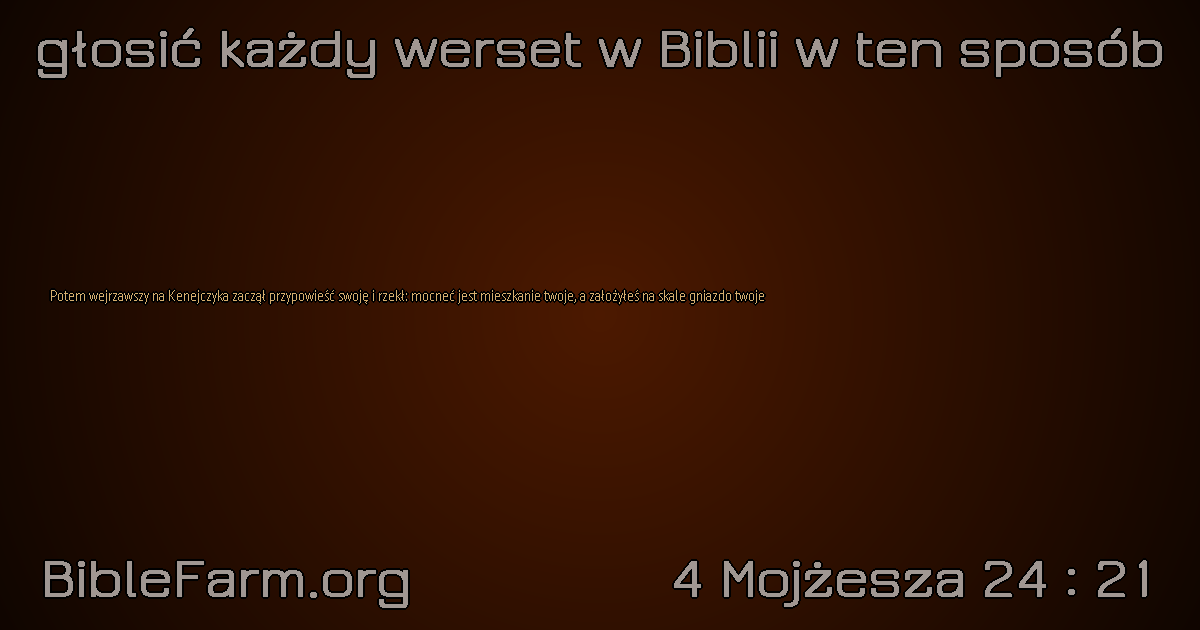 głosić każdy werset w Biblii w ten sposób
Potem wejrzawszy na Kenejczyka zaczął przypowieść swoję i rzekł: mocneć jest mieszkanie twoje, a założyłeś na skale gniazdo twoje
BibleFarm.org
4 Mojżesza 24 : 21